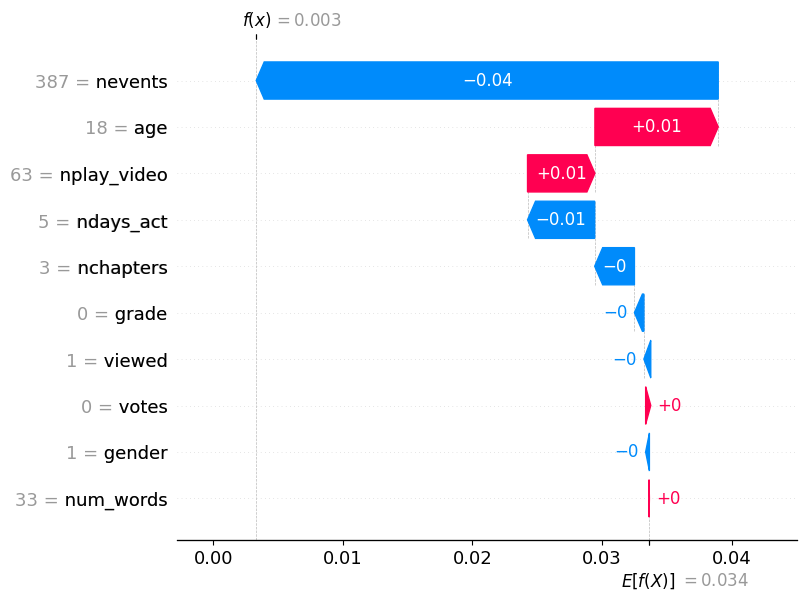 f(x) = 0.003
387 = nevents −0.04
18 = age +0.01
63 = nplay_video +0.01
5 = ndays_act −0.01
3 = nchapters −0
0 = grade −0
1 = viewed −0
0 = votes +0
1 = gender −0
33 = num_words +0
0.00 0.01 0.02 0.03 0.04
E[f(X)] = 0.034